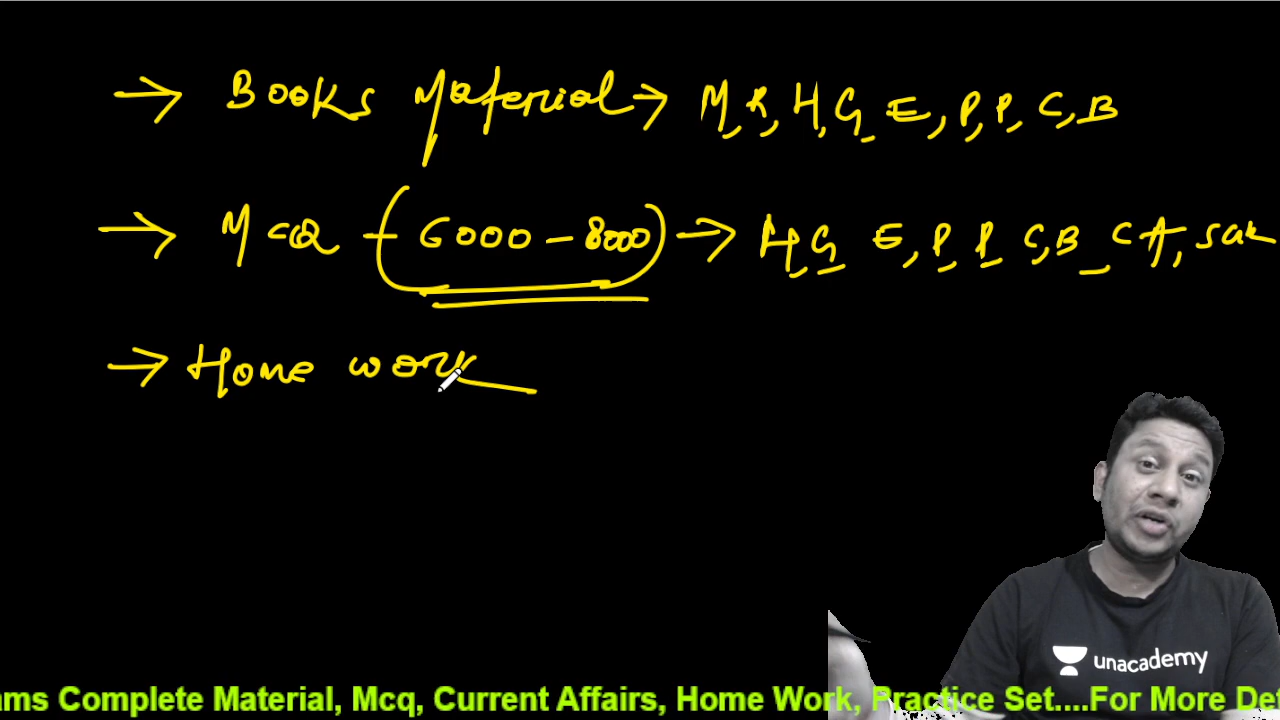 → Books Material → M, R, H, G, E, P, P, C, B
→ MCQ - (6000 - 8000) → H, G, E, P, P, C, B, CA,
→ Home work
unacademy
ams Complete Material, Mcq, Current Affairs, Home Work, Practice Set....For More Det